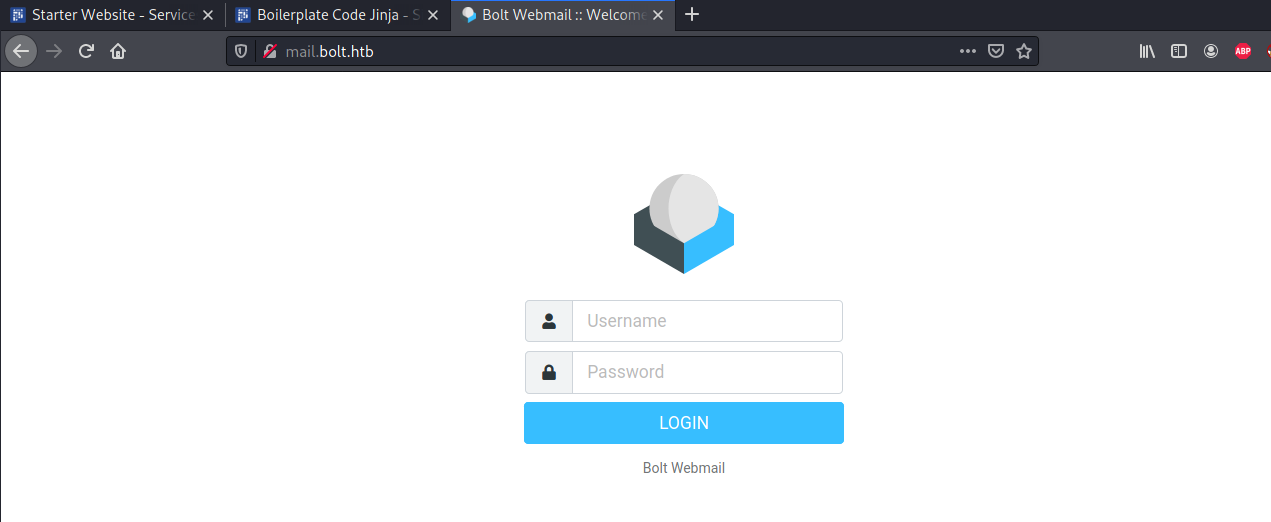 Starter Website - Service
Boilerplate Code Jinja - S
Bolt Webmail :: Welcome
mail.bolt.htb
ABP
Username
Password
LOGIN
Bolt Webmail